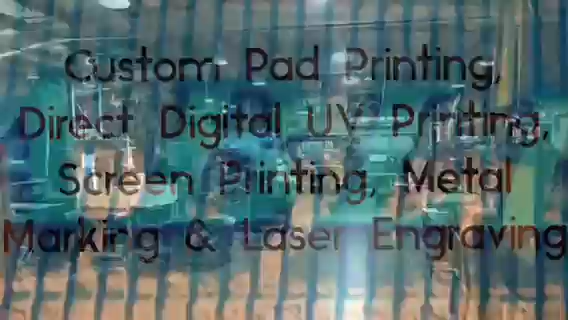 Custom Pad Printing,
Direct Digital UV Printing,
Screen Printing, Metal
Marking & Laser Engraving